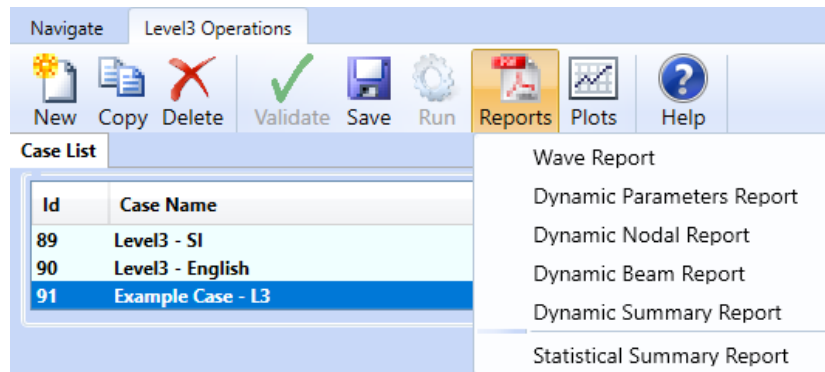 Navigate Level3 Operations
New Copy Delete Validate Save Run Reports Plots Help
Case List
Id Case Name
89 Level3 - SI
90 Level3 - English
91 Example Case - L3
Wave Report
Dynamic Parameters Report
Dynamic Nodal Report
Dynamic Beam Report
Dynamic Summary Report
Statistical Summary Report